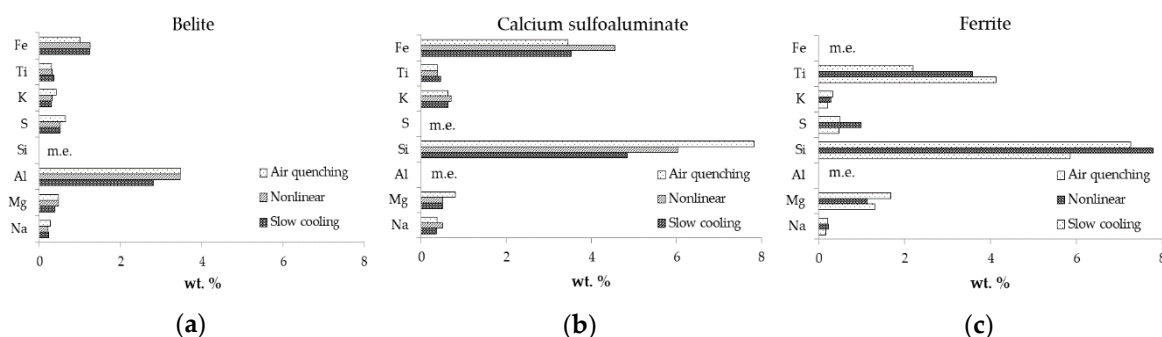 Belite
Fe
Ti
K
S
Si
m.e.
Al
Mg
Na
Air quenching
Nonlinear
Slow cooling
0 2 4 6 8
wt. %
(a)
Calcium sulfoaluminate
Fe
Ti
K
S
m.e.
Si
Al
m.e.
Mg
Na
Air quenching
Nonlinear
Slow cooling
0 2 4 6 8
wt. %
(b)
Ferrite
Fe
m.e.
Ti
K
S
Si
Al
m.e.
Mg
Na
Air quenching
Nonlinear
Slow cooling
0 2 4 6 8
wt. %
(c)